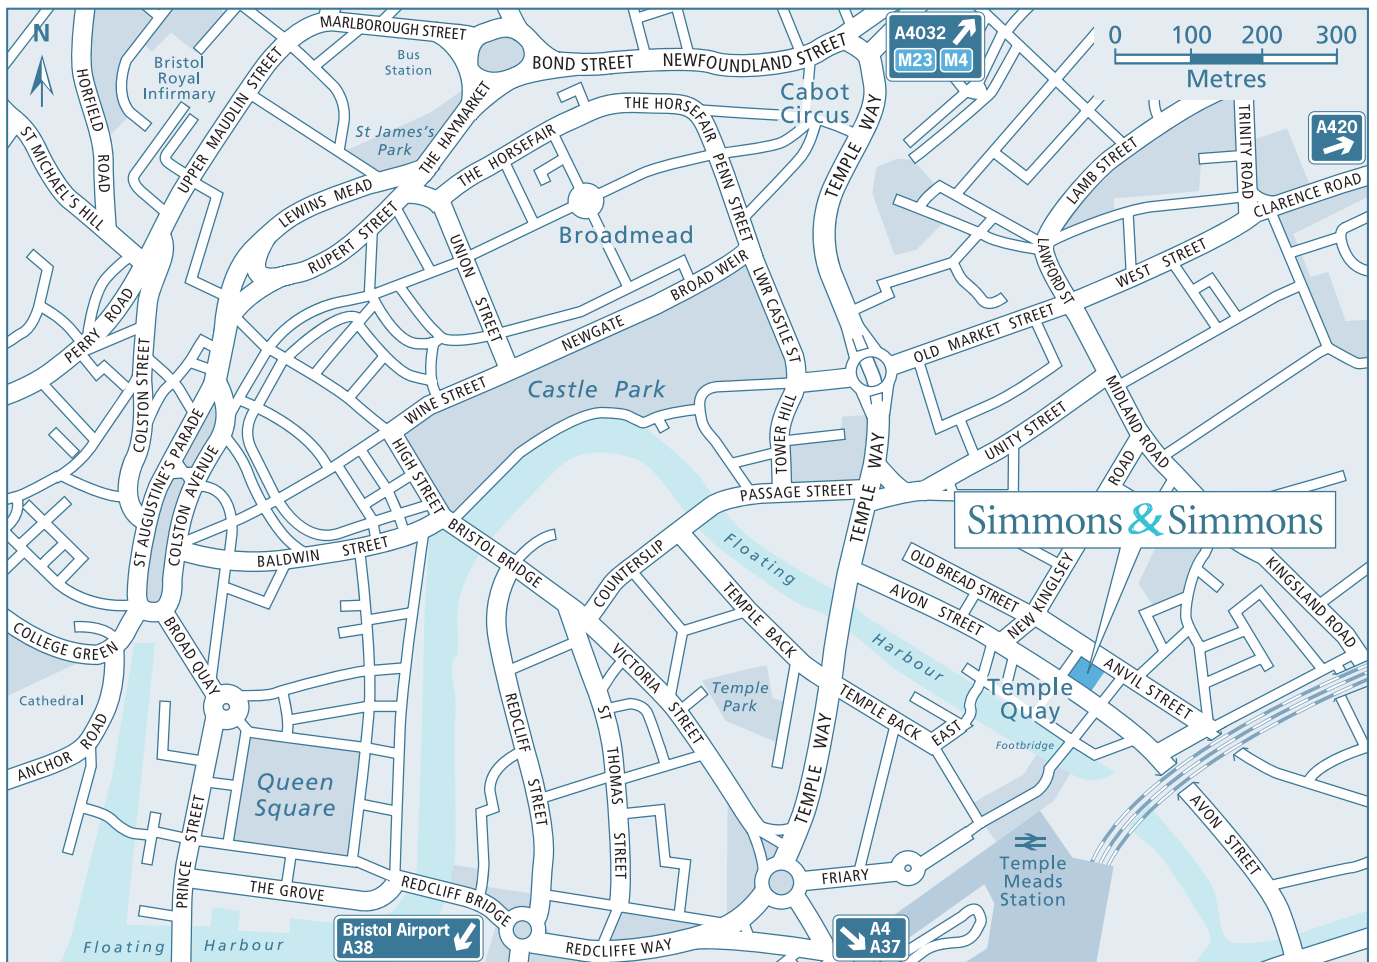 N
MARLBOROUGH STREET
Bus
Station
Bristol
Royal
Infirmary
HORFIELD ROAD
ST MICHAEL'S HILL
UPPER MAUDLIN STREET
St James's
Park
THE HAYMARKET
BOND STREET
NEWFOUNDLAND STREET
A4032
M23 M4
0 100 200 300
Metres
Cabot
Circus
TEMPLE WAY
THE HORSEFAIR
THE HORSEFAIR
PENN STREET
LAMB STREET
TRINITY ROAD
A420
CLARENCE ROAD
LEWINS MEAD
RUPERT STREET
UNION STREET
Broadmead
BROAD WEIR
LWR CASTLE ST
LAWFORD ST
WEST STREET
OLD MARKET STREET
NEWGATE
PERRY ROAD
COLSTON STREET
WINE STREET
Castle Park
TOWER HILL
TEMPLE WAY
UNITY STREET
MIDLAND ROAD
ST AUGUSTINE'S PARADE
COLSTON AVENUE
HIGH STREET
PASSAGE STREET
TEMPLE WAY
ROAD
Simmons & Simmons
BALDWIN STREET
BRISTOL BRIDGE
COUNTERSLIP
Floating
Harbour
OLD BREAD STREET
AVON STREET
NEW KINGLSEY
KINGSLAND ROAD
COLLEGE GREEN
BROAD QUAY
TEMPLE BACK
VICTORIA STREET
Temple
Park
TEMPLE BACK
EAST
Temple
Quay
ANVIL STREET
Footbridge
Cathedral
ANCHOR ROAD
REDCLIFF STREET
ST THOMAS STREET
TEMPLE WAY
Queen
Square
PRINCE STREET
THE GROVE
REDCLIFF BRIDGE
FRIARY
Temple
Meads
Station
AVON STREET
Floating Harbour
Bristol Airport
A38
REDCLIFFE WAY
A4
A37